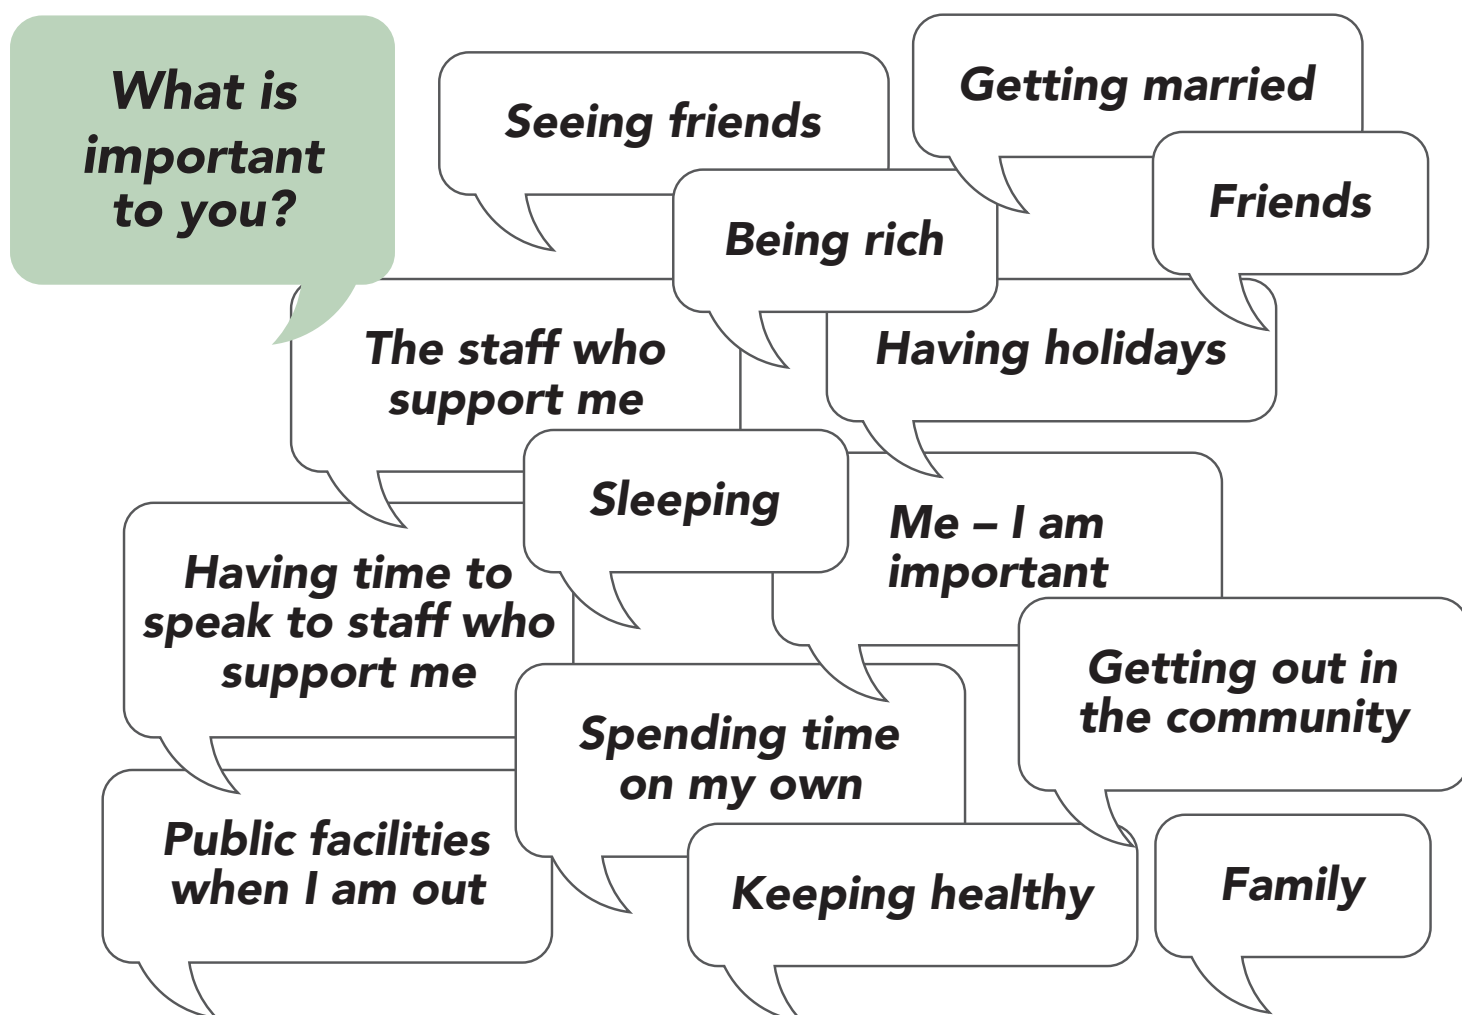 What is
important
to you?
Seeing friends
Getting married
Friends
Being rich
The staff who
support me
Having holidays
Sleeping
Me – I am
important
Having time to
speak to staff who
support me
Getting out in
the community
Spending time
on my own
Public facilities
when I am out
Keeping healthy
Family